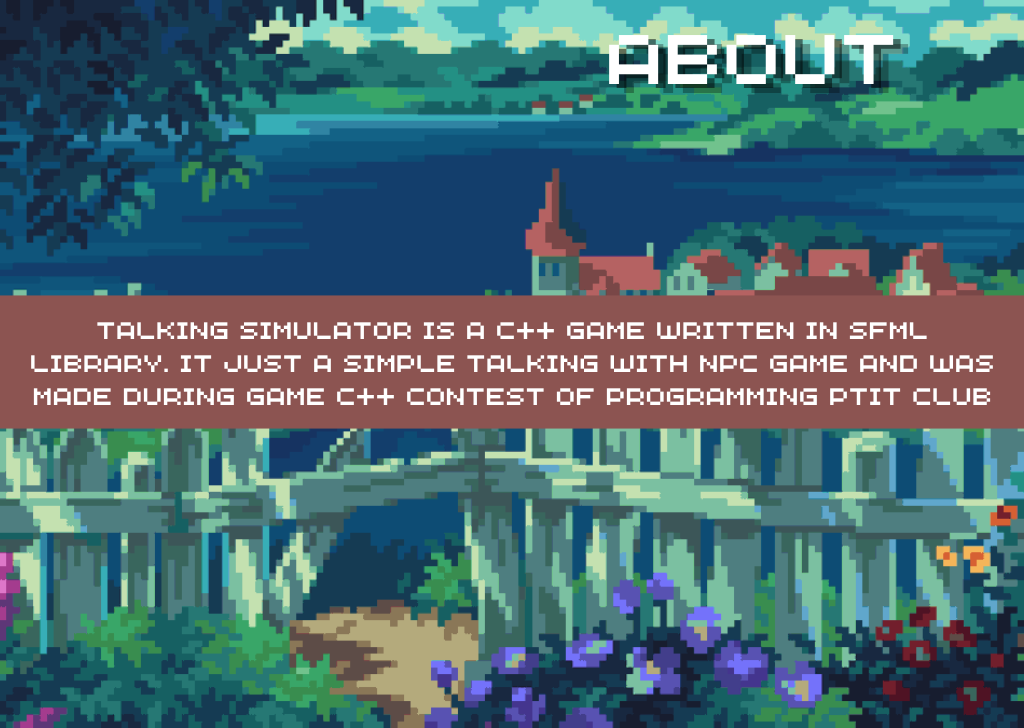 ABOUT
TALKING SIMULATOR IS A C++ GAME WRITTEN IN SFML
LIBRARY. IT JUST A SIMPLE TALKING WITH NPC GAME AND WAS
MADE DURING GAME C++ CONTEST OF PROGRAMMING PTIT CLUB